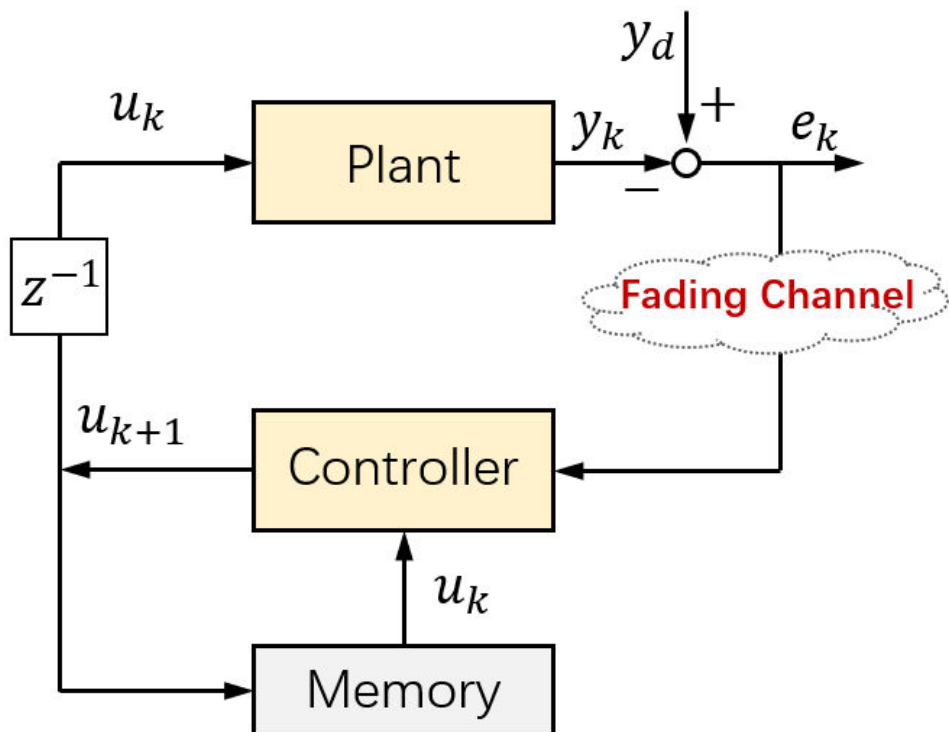 y_d
u_k
+
Plant
y_k
−
e_k
z^{-1}
Fading Channel
u_{k+1}
Controller
u_k
Memory